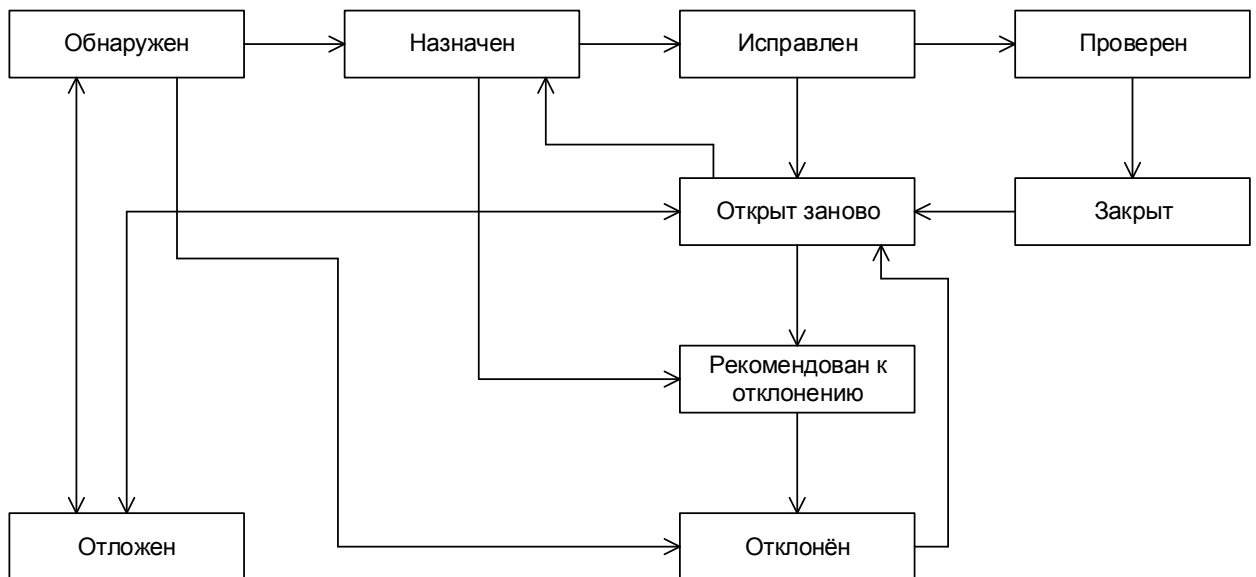 Обнаружен
Назначен
Исправлен
Проверен
Открыт заново
Закрыт
Рекомендован к
отклонению
Отложен
Отклонён